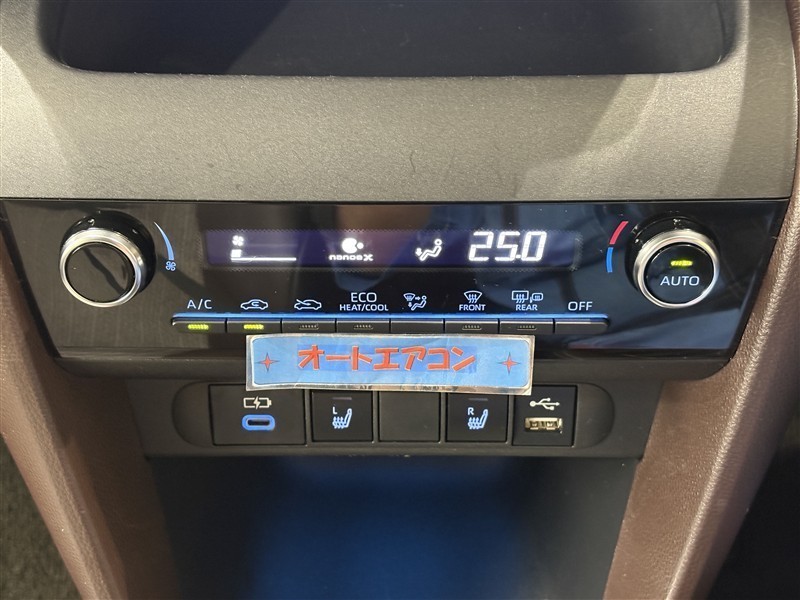 nanoe X
25.0
AUTO
A/C
ECO
HEAT/COOL
FRONT
REAR
OFF
オートエアコン
L
R